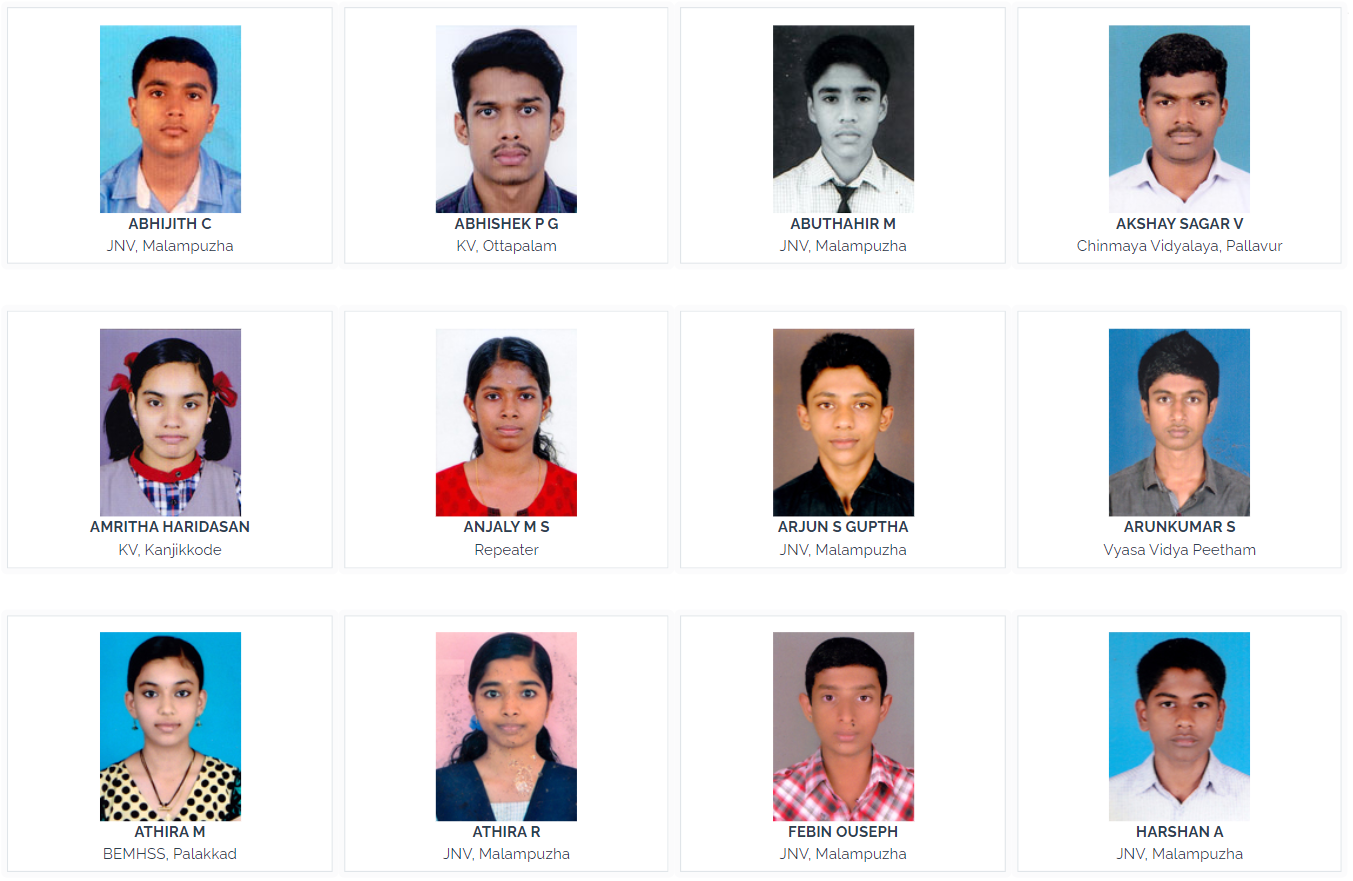 ABHIJITH C
JNV, Malampuzha
ABHISHEK P G
KV, Ottapalam
ABUTHAHIR M
JNV, Malampuzha
AKSHAY SAGAR V
Chinmaya Vidyalaya, Pallavur
AMRITHA HARIDASAN
KV, Kanjikkode
ANJALY M S
Repeater
ARJUN S GUPTHA
JNV, Malampuzha
ARUNKUMAR S
Vyasa Vidya Peetham
ATHIRA M
BEMHSS, Palakkad
ATHIRA R
JNV, Malampuzha
FEBIN OUSEPH
JNV, Malampuzha
HARSHAN A
JNV, Malampuzha